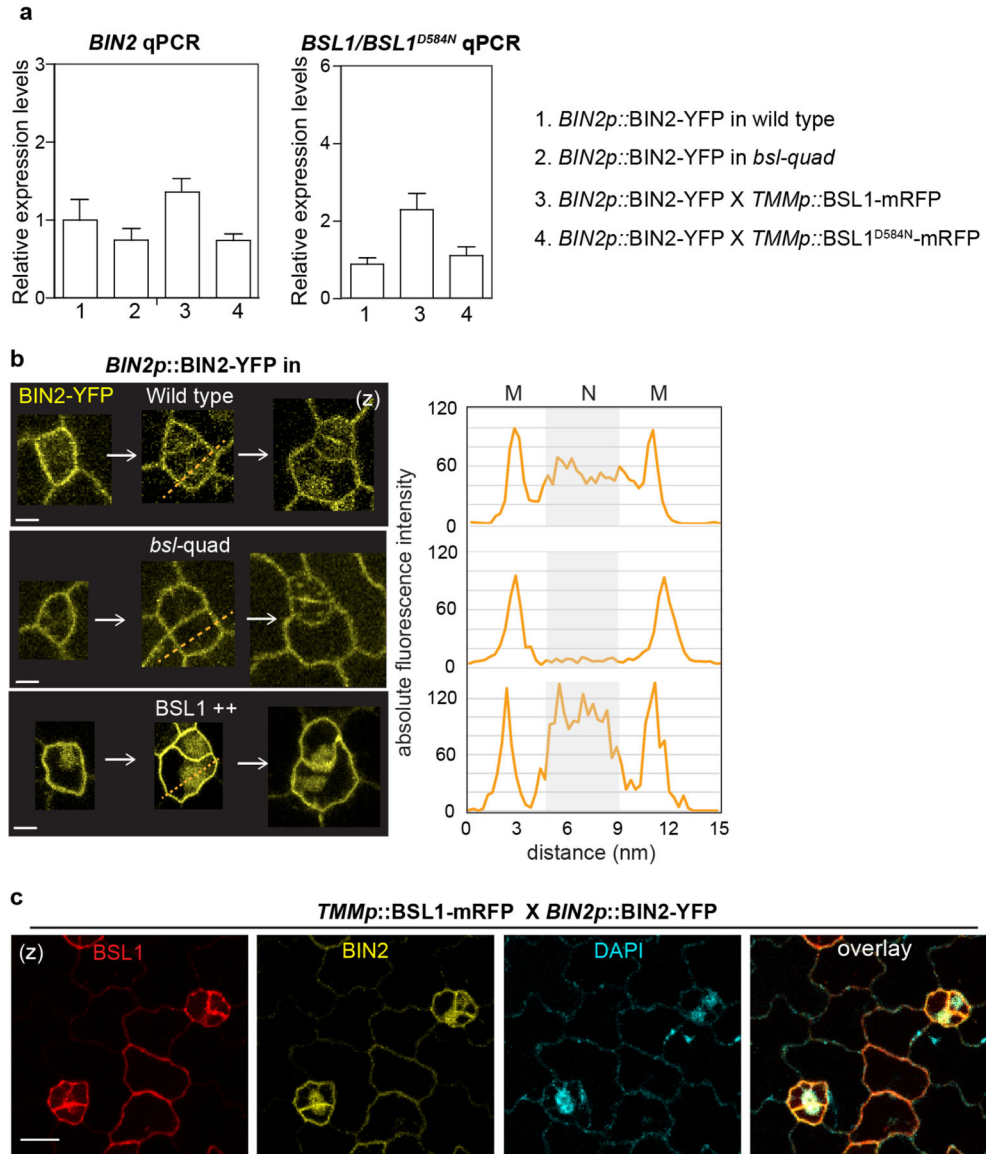 a
BIN2 qPCR
BSL1/BSL1D584N qPCR
Relative expression levels
3
2
1
0
1 2 3 4
Relative expression levels
6
4
2
0
1 3 4
1. BIN2p::BIN2-YFP in wild type
2. BIN2p::BIN2-YFP in bsl-quad
3. BIN2p::BIN2-YFP X TMMp::BSL1-mRFP
4. BIN2p::BIN2-YFP X TMMp::BSL1D584N-mRFP
b
BIN2p::BIN2-YFP in
BIN2-YFP Wild type (z)
bsl-quad
BSL1 ++
M N M
absolute fluorescence intensity
120
60
0
120
60
0
120
60
0
0 3 6 9 12 15
distance (nm)
c
TMMp::BSL1-mRFP X BIN2p::BIN2-YFP
(z) BSL1 BIN2 DAPI overlay